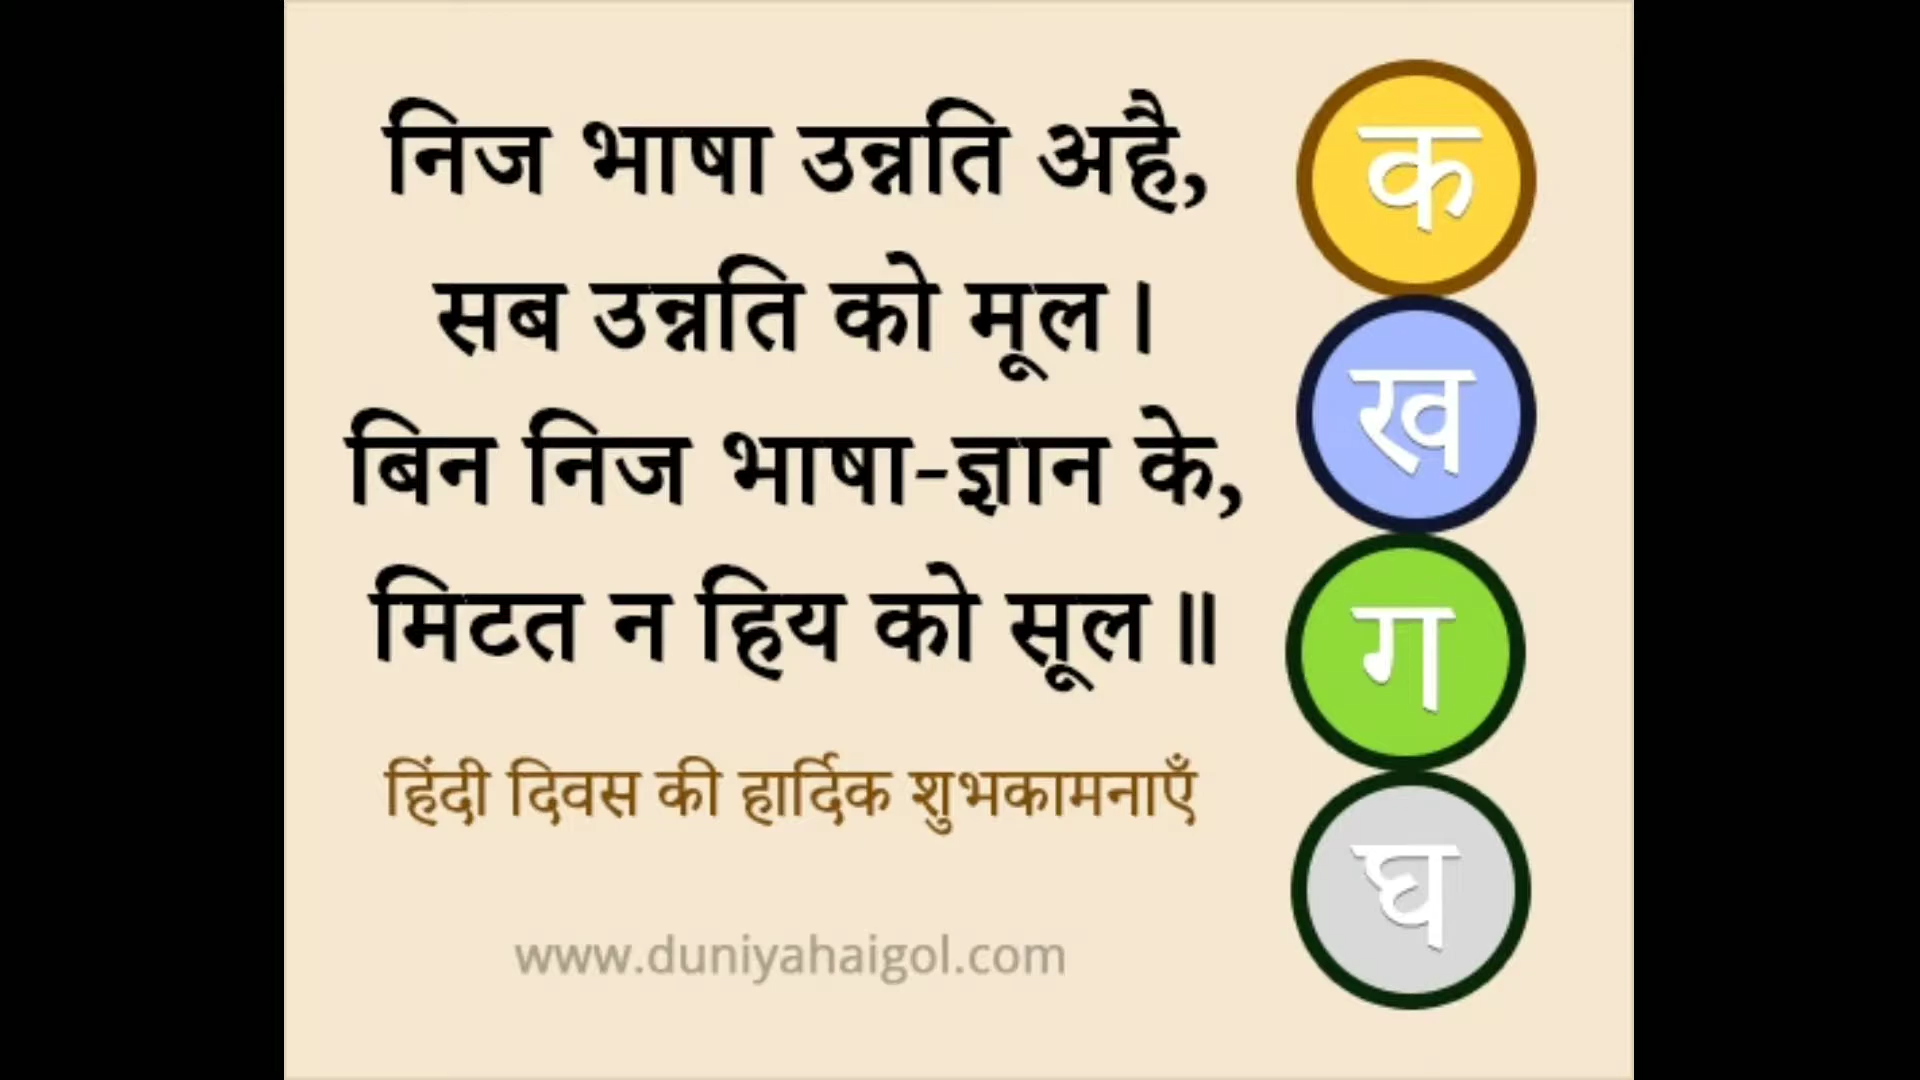 निज भाषा उन्नति अहै,
सब उन्नति को मूल।
बिन निज भाषा-ज्ञान के,
मिटत न हिय को सूल॥
हिंदी दिवस की हार्दिक शुभकामनाएँ
www.duniyahaigol.com
क
ख
ग
घ